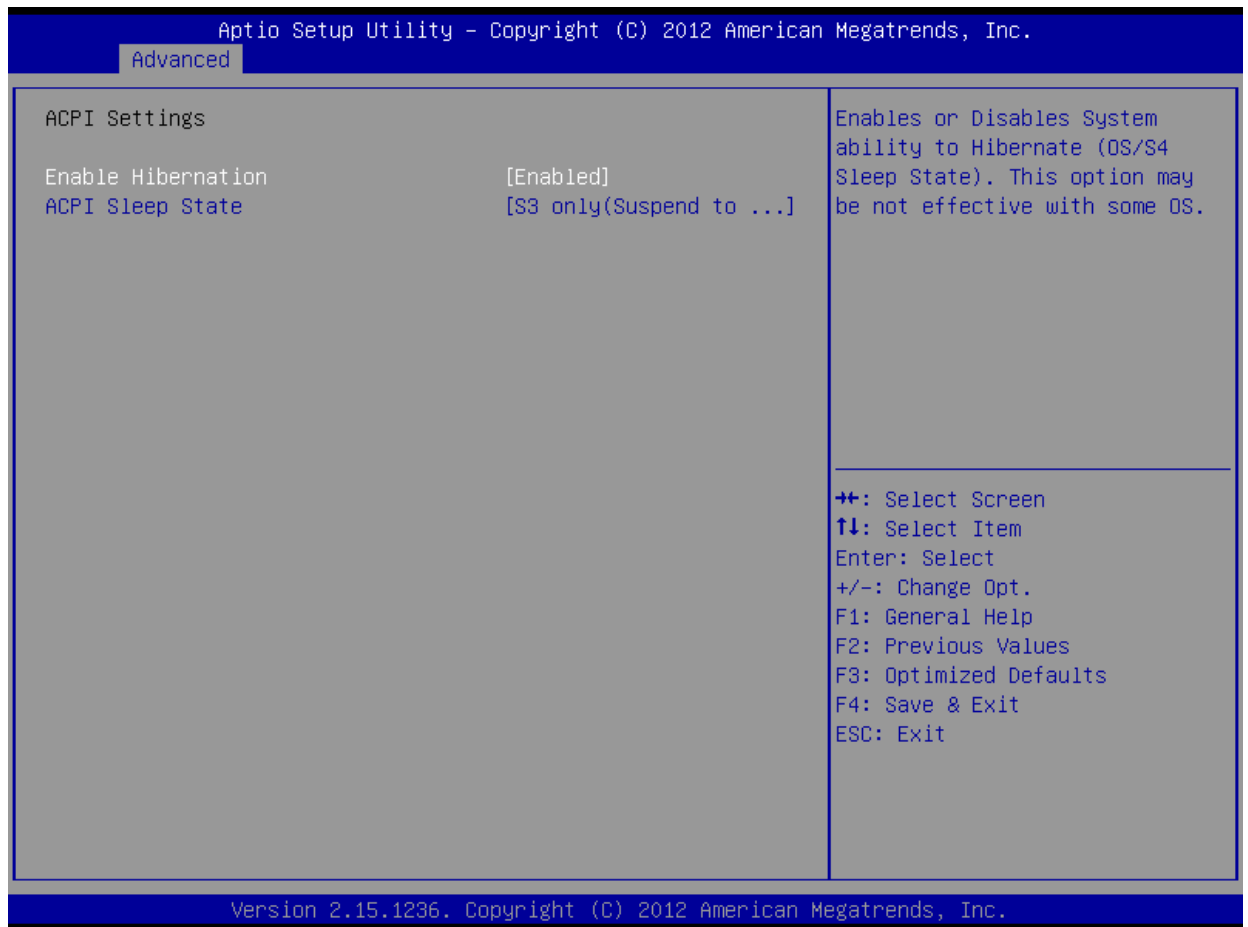 Aptio Setup Utility – Copyright (C) 2012 American Megatrends, Inc.
Advanced
ACPI Settings
Enable Hibernation [Enabled]
ACPI Sleep State [S3 only(Suspend to ...]
Enables or Disables System
ability to Hibernate (OS/S4
Sleep State). This option may
be not effective with some OS.
→←: Select Screen
↑↓: Select Item
Enter: Select
+/-: Change Opt.
F1: General Help
F2: Previous Values
F3: Optimized Defaults
F4: Save & Exit
ESC: Exit
Version 2.15.1236. Copyright (C) 2012 American Megatrends, Inc.